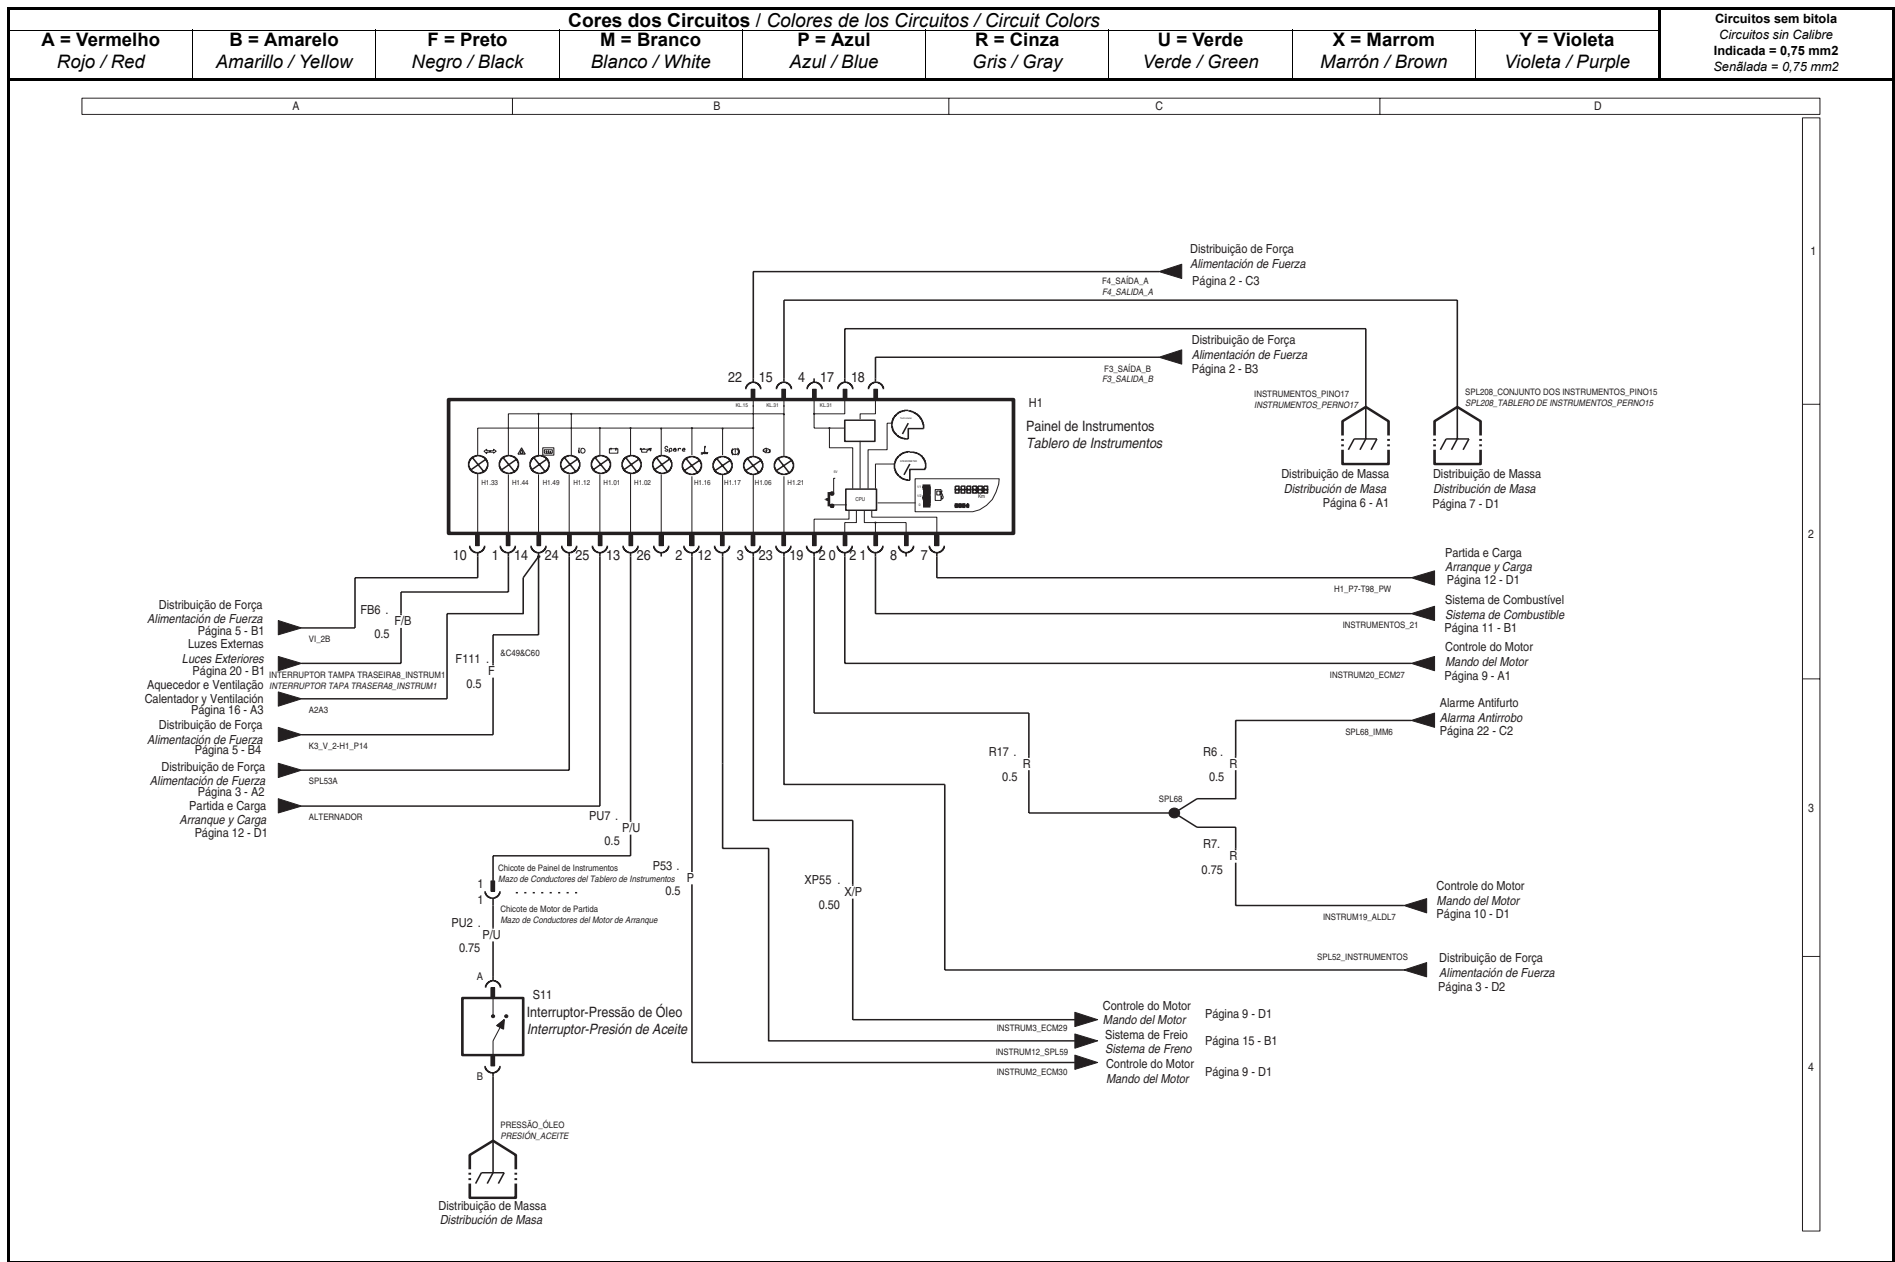 Cores dos Circuitos / Colores de los Circuitos / Circuit Colors
A = Vermelho
Rojo / Red
B = Amarelo
Amarillo / Yellow
F = Preto
Negro / Black
M = Branco
Blanco / White
P = Azul
Azul / Blue
R = Cinza
Gris / Gray
U = Verde
Verde / Green
X = Marrom
Marrón / Brown
Y = Violeta
Violeta / Purple
Circuitos sem bitola
Circuitos sin Calibre
Indicada = 0,75 mm2
Senãlada = 0,75 mm2
A B C D
1
2
3
4
Distribuição de Força
Alimentación de Fuerza
Página 2 - C3
F4_SAÍDA_A
F4_SALIDA_A
Distribuição de Força
Alimentación de Fuerza
Página 2 - B3
F3_SAÍDA_B
F3_SALIDA_B
22 15 4 17 18
KL.15 KL.31 KL.31
H1
Painel de Instrumentos
Tablero de Instrumentos
INSTRUMENTOS_PINO17
INSTRUMENTOS_PERNO17
SPL208_CONJUNTO DOS INSTRUMENTOS_PINO15
SPL208_TABLERO DE INSTRUMENTOS_PERNO15
Distribuição de Massa
Distribución de Masa
Página 6 - A1
Distribuição de Massa
Distribución de Masa
Página 7 - D1
Spare
H1.33 H1.44 H1.49 H1.12 H1.01 H1.02 H1.16 H1.17 H1.06 H1.21
CPU
Km
10 1 14 24 25 13 26 2 12 3 23 19 2 0 2 1 8 7
Partida e Carga
Arranque y Carga
Página 12 - D1
H1_P7-T98_PW
Sistema de Combustível
Sistema de Combustible
Página 11 - B1
INSTRUMENTOS_21
Controle do Motor
Mando del Motor
Página 9 - A1
INSTRUM20_ECM27
Alarme Antifurto
Alarma Antirrobo
Página 22 - C2
SPL68_IMM6
Distribuição de Força
Alimentación de Fuerza
Página 5 - B1
VI_2B
Luzes Externas
Luces Exteriores
Página 20 - B1
INTERRUPTOR TAMPA TRASEIRA8_INSTRUM1
INTERRUPTOR TAPA TRASERA8_INSTRUM1
Aquecedor e Ventilação
Calentador y Ventilación
Página 16 - A3
A2A3
Distribuição de Força
Alimentación de Fuerza
Página 5 - B4
K3_V_2-H1_P14
Distribuição de Força
Alimentación de Fuerza
Página 3 - A2
SPL53A
Partida e Carga
Arranque y Carga
Página 12 - D1
ALTERNADOR
FB6 .
F/B
0.5
F111 .
F
0.5
&C49&C60
PU7 .
P/U
0.5
P53 .
P
0.5
XP55 .
X/P
0.50
R17 .
R
0.5
R6 .
R
0.5
SPL68
R7.
R
0.75
Controle do Motor
Mando del Motor
Página 10 - D1
INSTRUM19_ALDL7
SPL52_INSTRUMENTOS
Distribuição de Força
Alimentación de Fuerza
Página 3 - D2
1
1
Chicote de Painel de Instrumentos
Mazo de Conductores del Tablero de Instrumentos
Chicote de Motor de Partida
Mazo de Conductores del Motor de Arranque
PU2 .
P/U
0.75
A
S11
Interruptor-Pressão de Óleo
Interruptor-Presión de Aceite
B
PRESSÃO_ÓLEO
PRESIÓN_ACEITE
Distribuição de Massa
Distribución de Masa
Controle do Motor
Mando del Motor
Página 9 - D1
INSTRUM3_ECM29
Sistema de Freio
Sistema de Freno
Página 15 - B1
INSTRUM12_SPL59
Controle do Motor
Mando del Motor
Página 9 - D1
INSTRUM2_ECM30